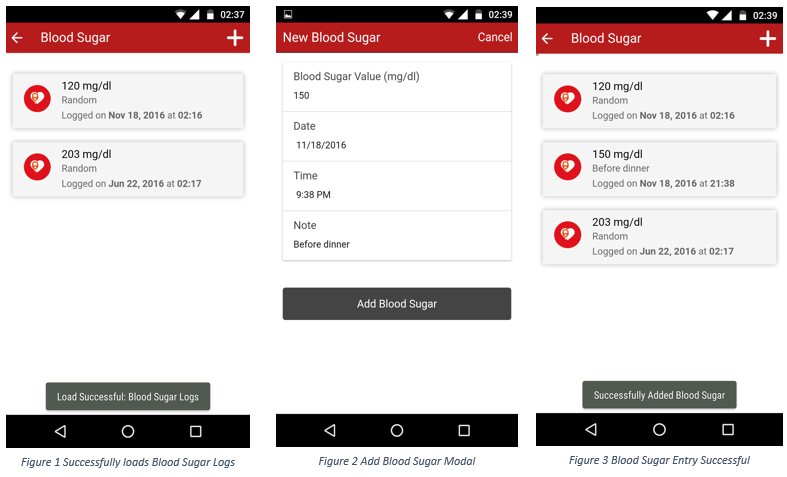 02:37
Blood Sugar
120 mg/dl
Random
Logged on Nov 18, 2016 at 02:16
203 mg/dl
Random
Logged on Jun 22, 2016 at 02:17
Load Successful: Blood Sugar Logs
Figure 1 Successfully loads Blood Sugar Logs
02:39
New Blood Sugar Cancel
Blood Sugar Value (mg/dl)
150
Date
11/18/2016
Time
9:38 PM
Note
Before dinner
Add Blood Sugar
Figure 2 Add Blood Sugar Modal
02:39
Blood Sugar
120 mg/dl
Random
Logged on Nov 18, 2016 at 02:16
150 mg/dl
Before dinner
Logged on Nov 18, 2016 at 21:38
203 mg/dl
Random
Logged on Jun 22, 2016 at 02:17
Successfully Added Blood Sugar
Figure 3 Blood Sugar Entry Successful